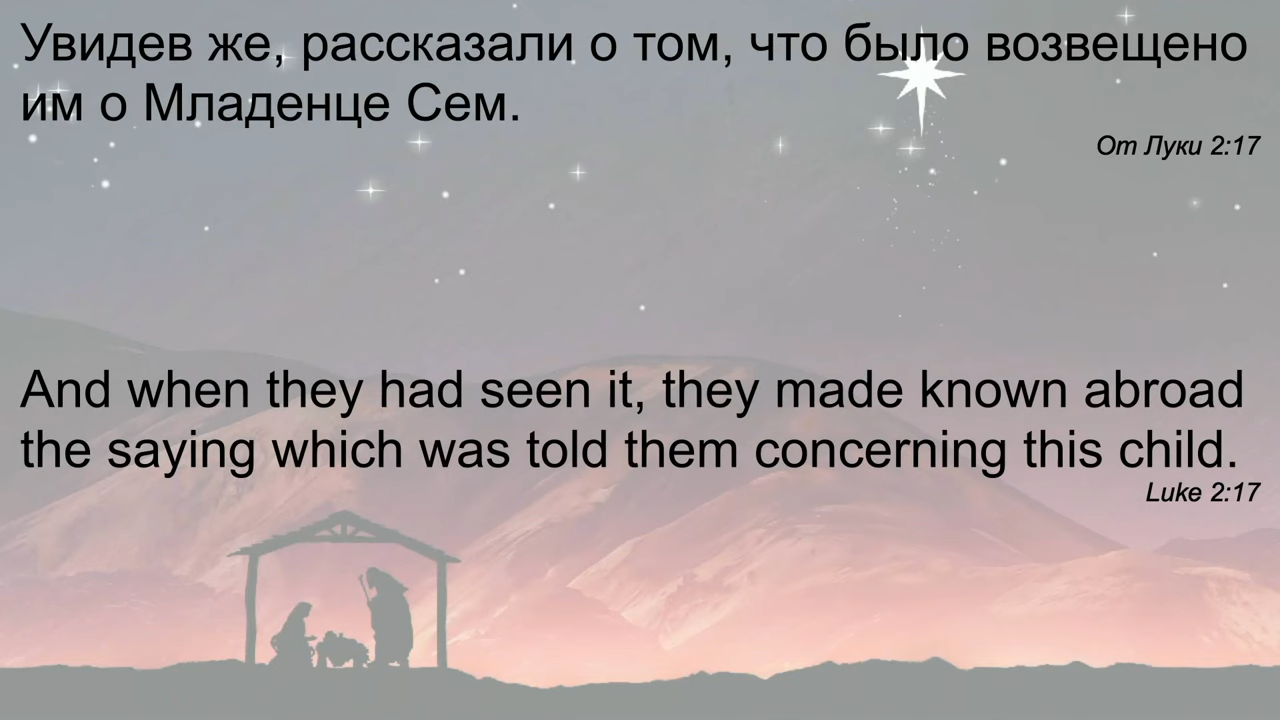 Увидев же, рассказали о том, что было возвещено
им о Младенце Сем.
От Луки 2:17
And when they had seen it, they made known abroad
the saying which was told them concerning this child.
Luke 2:17